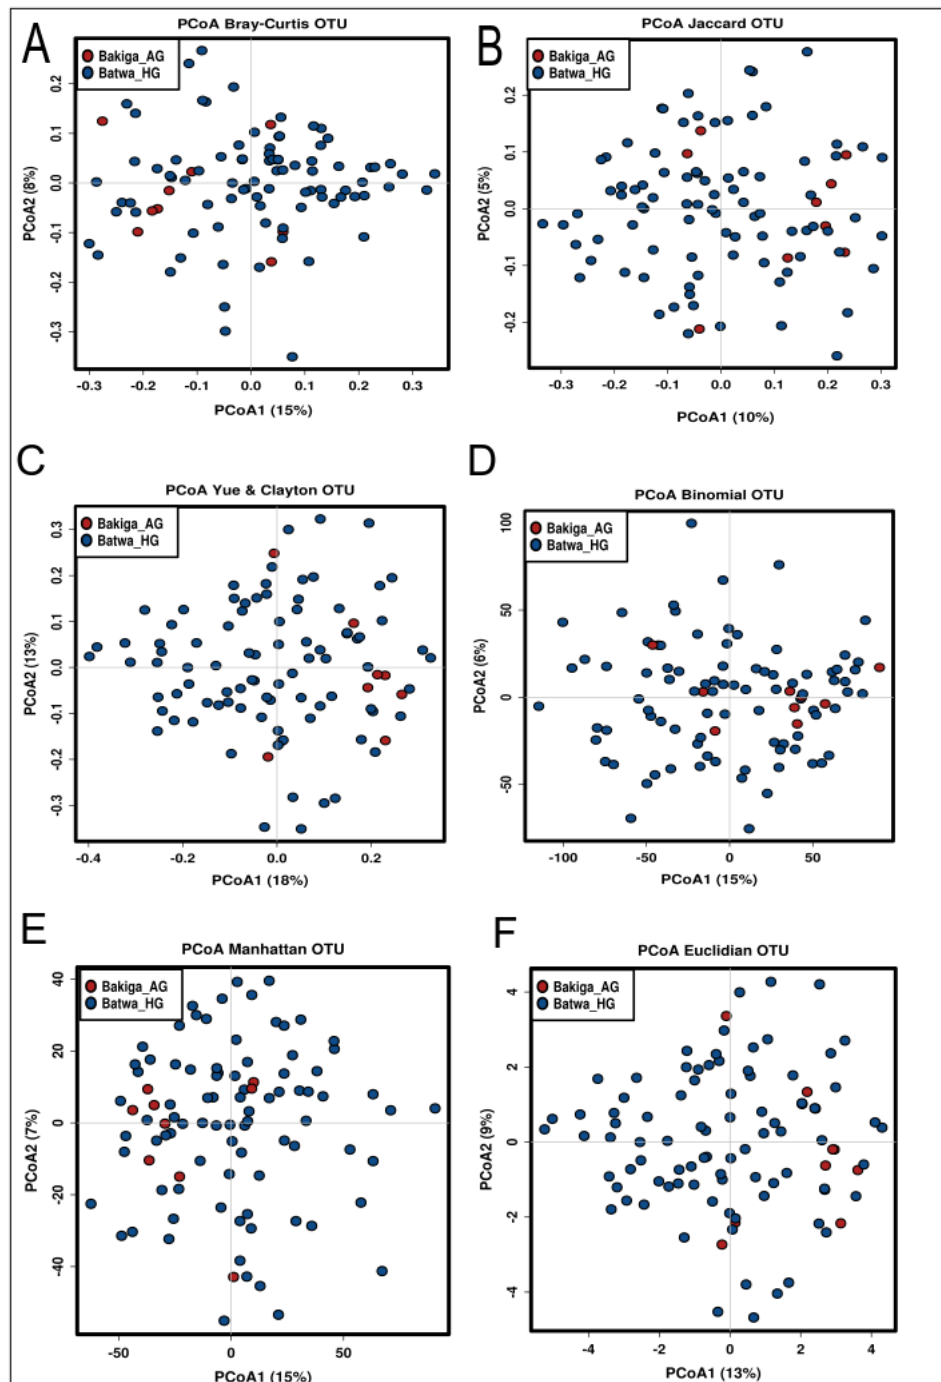 A
PCoA Bray-Curtis OTU
Bakiga_AG
Batwa_HG
PCoA2 (8%)
0.2
0.1
0.0
-0.1
-0.2
-0.3
-0.3 -0.2 -0.1 0.0 0.1 0.2 0.3
PCoA1 (15%)
B
PCoA Jaccard OTU
Bakiga_AG
Batwa_HG
PCoA2 (5%)
0.2
0.1
0.0
-0.1
-0.2
-0.3 -0.2 -0.1 0.0 0.1 0.2 0.3
PCoA1 (10%)
C
PCoA Yue & Clayton OTU
Bakiga_AG
Batwa_HG
PCoA2 (13%)
0.3
0.2
0.1
0.0
-0.1
-0.2
-0.3
-0.4 -0.2 0.0 0.2
PCoA1 (18%)
D
PCoA Binomial OTU
Bakiga_AG
Batwa_HG
PCoA2 (6%)
100
50
0
-50
-100 -50 0 50
PCoA1 (15%)
E
PCoA Manhattan OTU
Bakiga_AG
Batwa_HG
PCoA2 (7%)
40
20
0
-20
-40
-50 0 50
PCoA1 (15%)
F
PCoA Euclidian OTU
Bakiga_AG
Batwa_HG
PCoA2 (9%)
4
2
0
-2
-4
-4 -2 0 2 4
PCoA1 (13%)